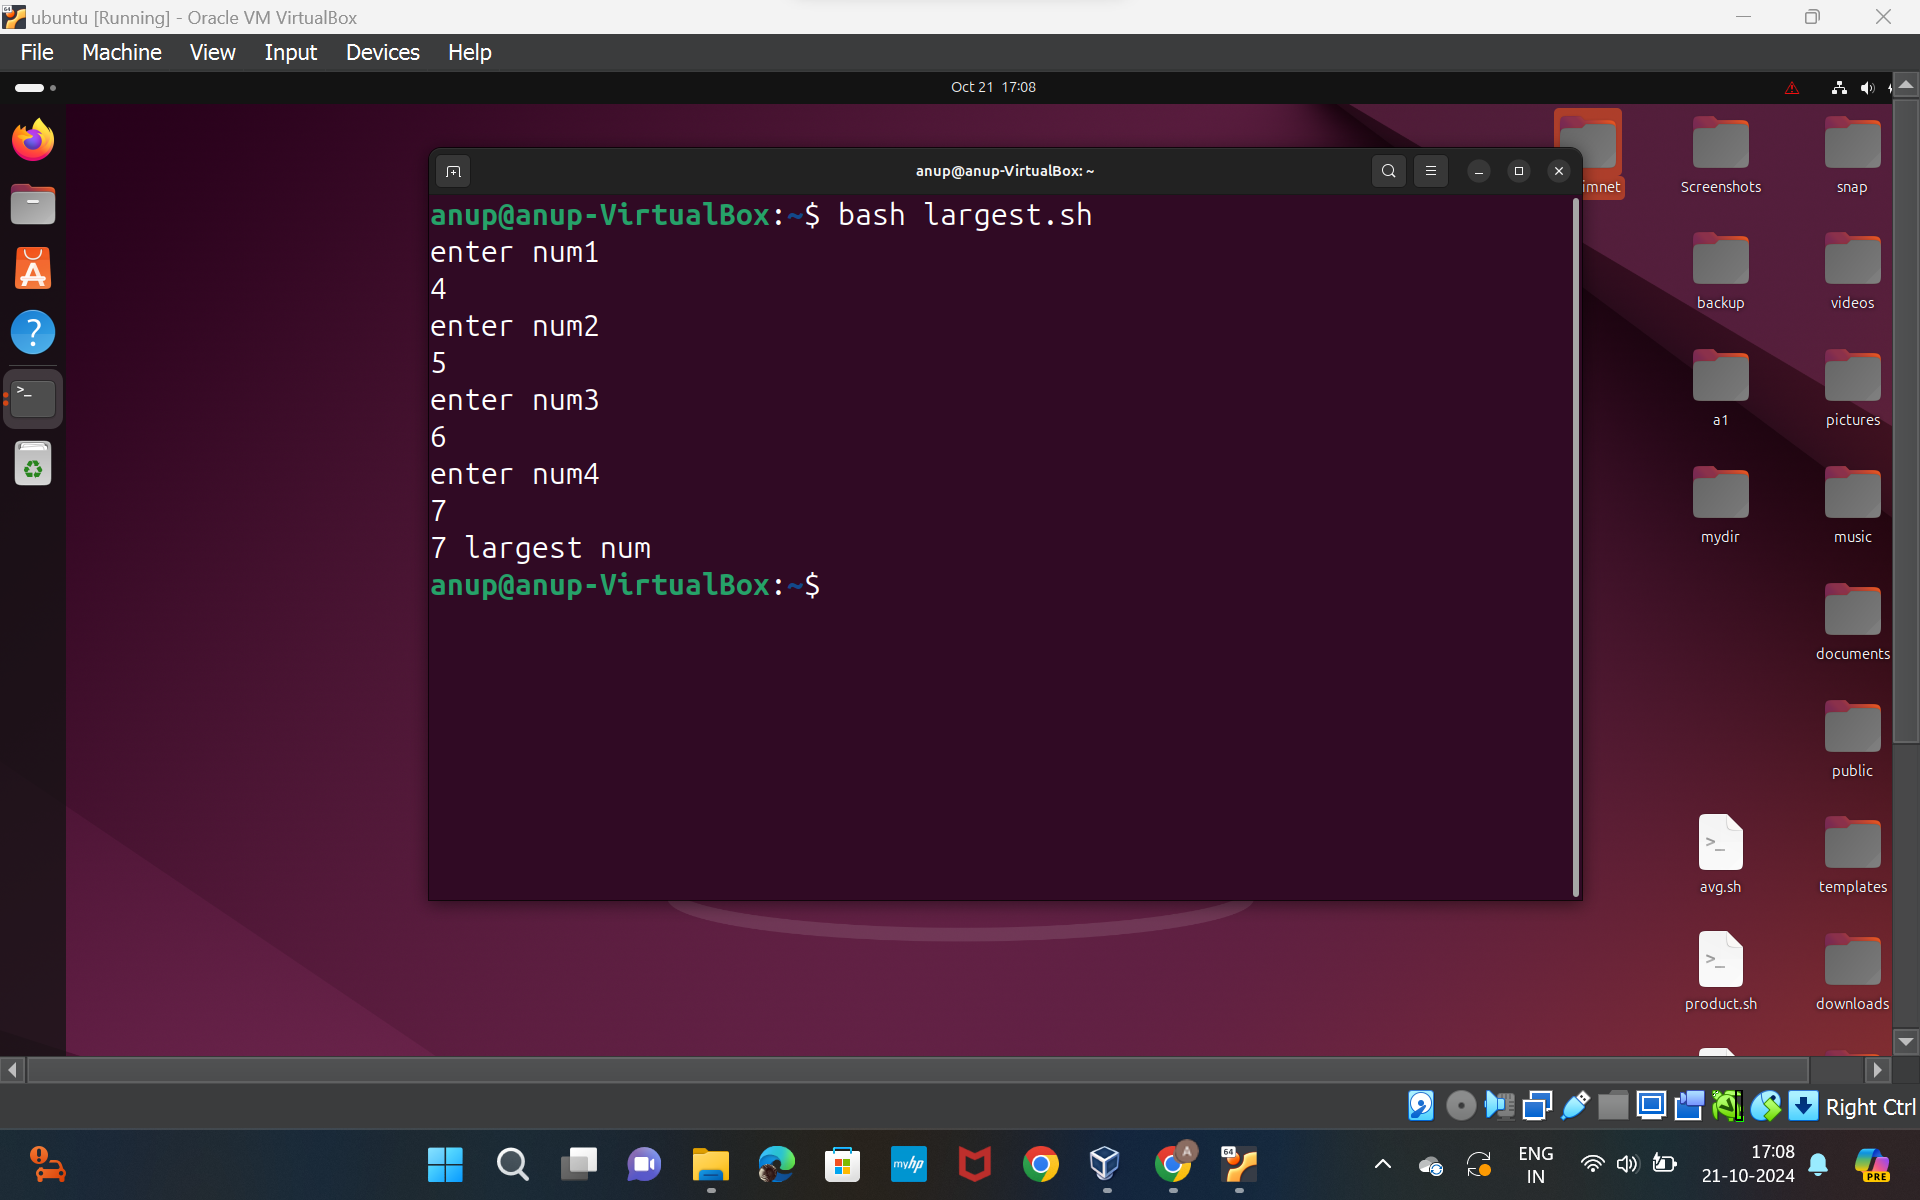 ubuntu [Running] - Oracle VM VirtualBox
File Machine View Input Devices Help
Oct 21 17:08
anup@anup-VirtualBox: ~
anup@anup-VirtualBox:~$ bash largest.sh
enter num1
4
enter num2
5
enter num3
6
enter num4
7
7 largest num
anup@anup-VirtualBox:~$
imnet
Screenshots
snap
backup
videos
a1
pictures
mydir
music
documents
public
avg.sh
templates
product.sh
downloads
Right Ctrl
myhp
A
64
ENG
IN
17:08
21-10-2024
PRE